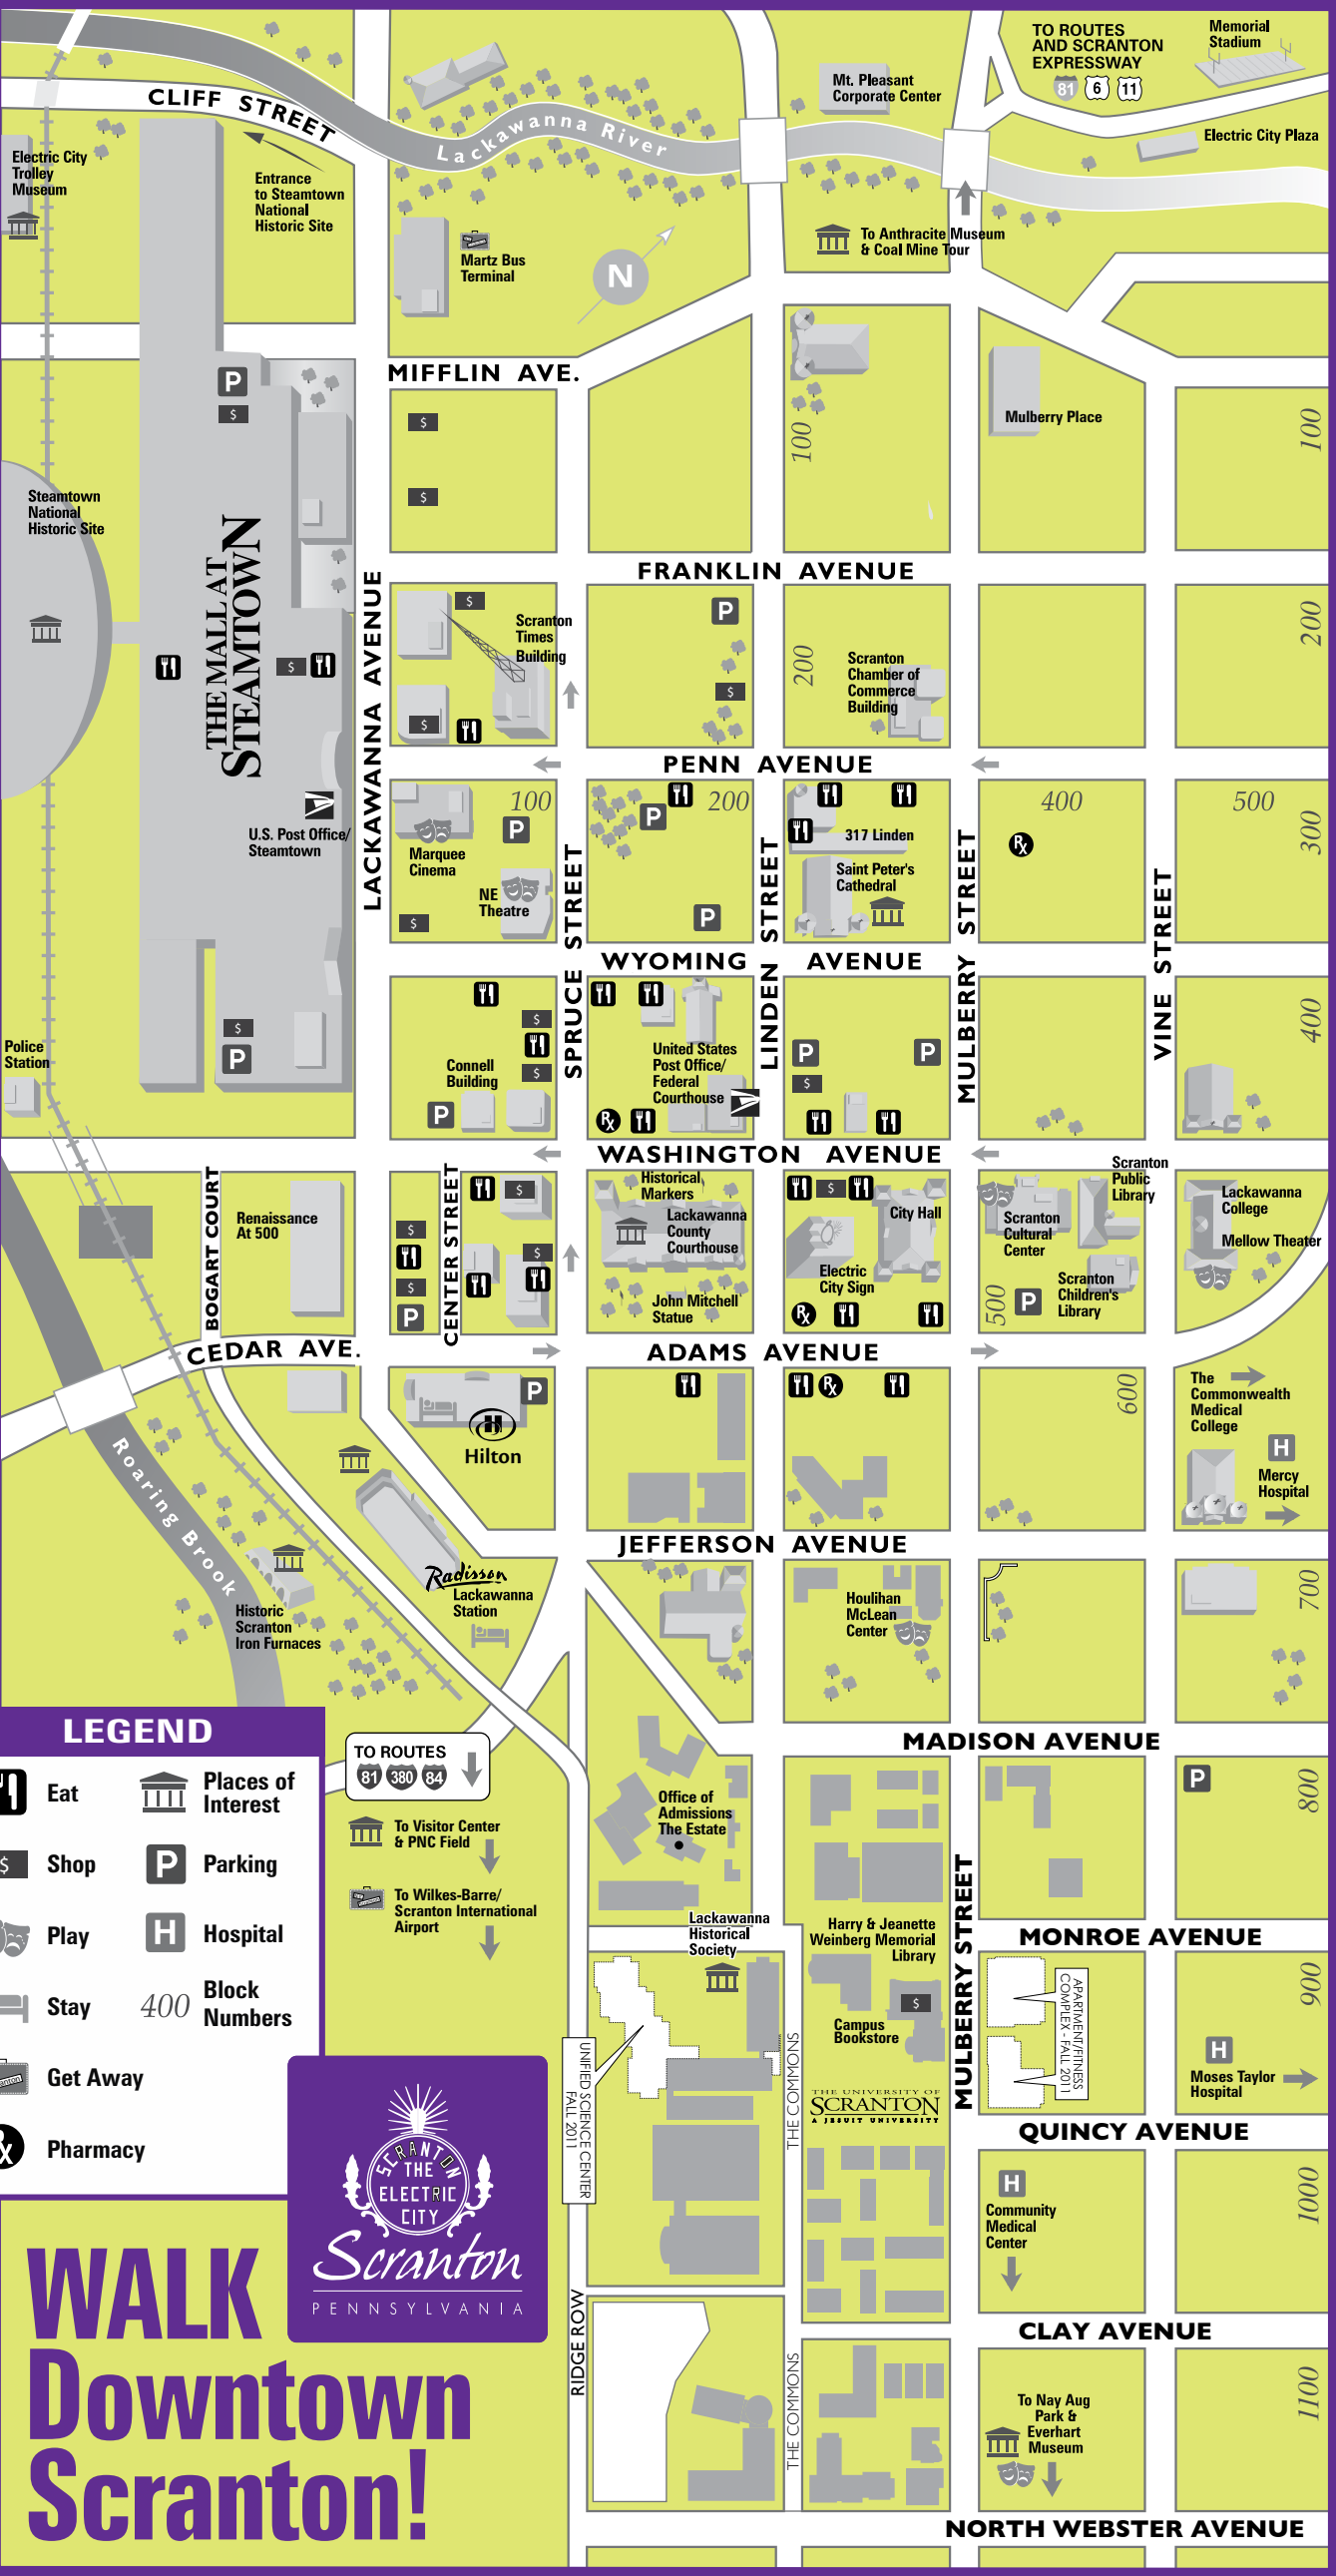 TO ROUTES
AND SCRANTON
EXPRESSWAY
81 6 11
Memorial
Stadium
CLIFF STREET
Mt. Pleasant
Corporate Center
Lackawanna River
Electric City Plaza
Electric City
Trolley
Museum
Entrance
to Steamtown
National
Historic Site
Martz Bus
Terminal
N
To Anthracite Museum
& Coal Mine Tour
MIFFLIN AVE.
P
$
$
$
Mulberry Place
100
100
Steamtown
National
Historic Site
THE MALL AT
STEAMTOWN
LACKAWANNA AVENUE
FRANKLIN AVENUE
$
Scranton
Times
Building
P
$
200
Scranton
Chamber of
Commerce
Building
200
$
$
PENN AVENUE
U.S. Post Office/
Steamtown
100
P
Marquee
Cinema
NE
Theatre
$
SPRUCE STREET
P
200
P
LINDEN STREET
317 Linden
Saint Peter's
Cathedral
MULBERRY STREET
400
Rx
VINE STREET
500
300
WYOMING AVENUE
Police
Station
$
P
$
$
Connell
Building
P
United States
Post Office/
Federal
Courthouse
Rx
P
P
$
400
WASHINGTON AVENUE
BOGART COURT
Renaissance
At 500
CENTER STREET
$
$
P
$
$
Historical
Markers
Lackawanna
County
Courthouse
John Mitchell
Statue
$
City Hall
Electric
City Sign
Rx
Scranton
Public
Library
Scranton
Cultural
Center
Scranton
Children's
Library
500
P
Lackawanna
College
Mellow Theater
CEDAR AVE.
ADAMS AVENUE
P
H
Hilton
Rx
600
The
Commonwealth
Medical
College
H
Mercy
Hospital
Roaring Brook
JEFFERSON AVENUE
Radisson
Lackawanna
Station
Historic
Scranton
Iron Furnaces
Houlihan
McLean
Center
700
MADISON AVENUE
LEGEND
Eat
Places of
Interest
$
Shop
P
Parking
Play
H
Hospital
Stay
400
Block
Numbers
Get Away
Pharmacy
TO ROUTES
81 380 84
To Visitor Center
& PNC Field
To Wilkes-Barre/
Scranton International
Airport
Office of
Admissions
The Estate
P
800
Lackawanna
Historical
Society
Harry & Jeanette
Weinberg Memorial
Library
MULBERRY STREET
MONROE AVENUE
$
Campus
Bookstore
APARTMENT/FITNESS
COMPLEX - FALL 2011
900
H
Moses Taylor
Hospital
UNIFIED SCIENCE CENTER
FALL 2011
THE COMMONS
THE UNIVERSITY OF
SCRANTON
A JESUIT UNIVERSITY
QUINCY AVENUE
H
Community
Medical
Center
1000
SCRANTON
THE
ELECTRIC
CITY
Scranton
PENNSYLVANIA
RIDGE ROW
CLAY AVENUE
THE COMMONS
To Nay Aug
Park &
Everhart
Museum
1100
NORTH WEBSTER AVENUE
WALK
Downtown
Scranton!